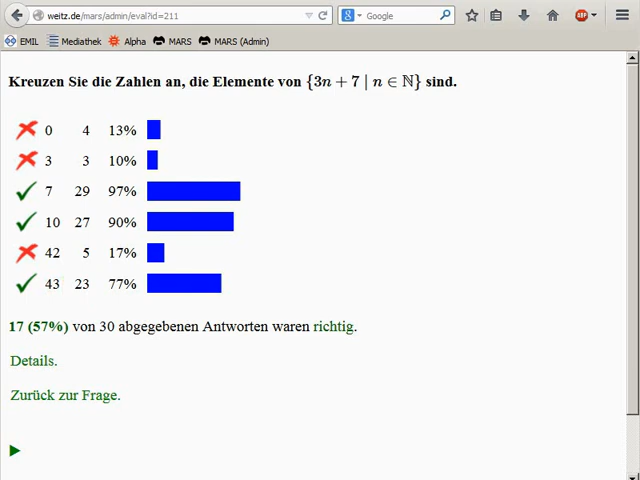 weitz.de/mars/admin/eval?id=211
Google
EMIL Mediathek Alpha MARS MARS (Admin)
Kreuzen Sie die Zahlen an, die Elemente von {3n + 7 | n ∈ ℕ} sind.
0 4 13%
3 3 10%
7 29 97%
10 27 90%
42 5 17%
43 23 77%
17 (57%) von 30 abgegebenen Antworten waren richtig.
Details.
Zurück zur Frage.